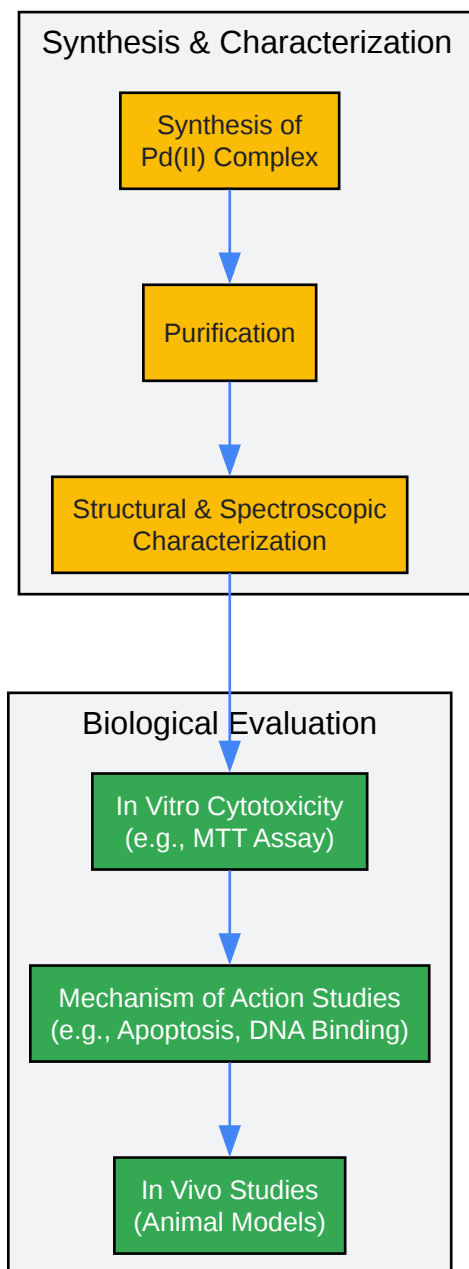 Synthesis & Characterization
Synthesis of
Pd(II) Complex
Purification
Structural & Spectroscopic
Characterization
Biological Evaluation
In Vitro Cytotoxicity
(e.g., MTT Assay)
Mechanism of Action Studies
(e.g., Apoptosis, DNA Binding)
In Vivo Studies
(Animal Models)